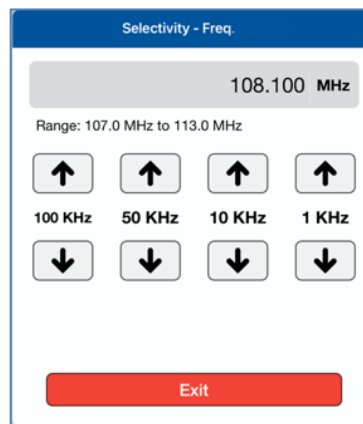 Selectivity - Freq.
108.100 MHz
Range: 107.0 MHz to 113.0 MHz
100 KHz 50 KHz 10 KHz 1 KHz
Exit